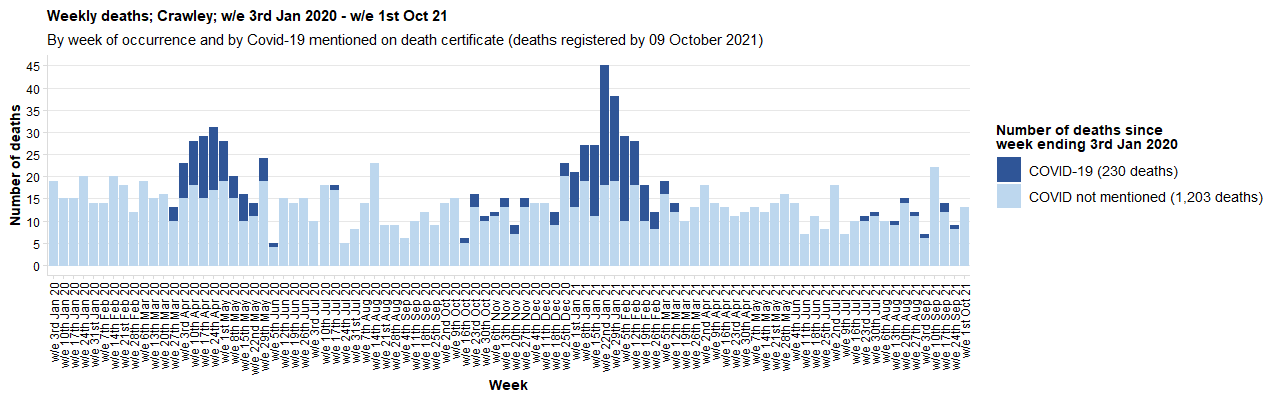 Weekly deaths; Crawley; w/e 3rd Jan 2020 - w/e 1st Oct 21
By week of occurrence and by Covid-19 mentioned on death certificate (deaths registered by 09 October 2021)
Number of deaths
45
40
35
30
25
20
15
10
5
0
w/e 3rd Jan 20
w/e 10th Jan 20
w/e 17th Jan 20
w/e 24th Jan 20
w/e 31st Jan 20
w/e 7th Feb 20
w/e 14th Feb 20
w/e 21st Feb 20
w/e 28th Feb 20
w/e 6th Mar 20
w/e 13th Mar 20
w/e 20th Mar 20
w/e 27th Mar 20
w/e 3rd Apr 20
w/e 10th Apr 20
w/e 17th Apr 20
w/e 24th Apr 20
w/e 1st May 20
w/e 8th May 20
w/e 15th May 20
w/e 22nd May 20
w/e 29th May 20
w/e 5th Jun 20
w/e 12th Jun 20
w/e 19th Jun 20
w/e 26th Jun 20
w/e 3rd Jul 20
w/e 10th Jul 20
w/e 17th Jul 20
w/e 24th Jul 20
w/e 31st Jul 20
w/e 7th Aug 20
w/e 14th Aug 20
w/e 21st Aug 20
w/e 28th Aug 20
w/e 4th Sep 20
w/e 11th Sep 20
w/e 18th Sep 20
w/e 25th Sep 20
w/e 2nd Oct 20
w/e 9th Oct 20
w/e 16th Oct 20
w/e 23rd Oct 20
w/e 30th Oct 20
w/e 6th Nov 20
w/e 13th Nov 20
w/e 20th Nov 20
w/e 27th Nov 20
w/e 4th Dec 20
w/e 11th Dec 20
w/e 18th Dec 20
w/e 25th Dec 20
w/e 1st Jan 21
w/e 8th Jan 21
w/e 15th Jan 21
w/e 22nd Jan 21
w/e 29th Jan 21
w/e 5th Feb 21
w/e 12th Feb 21
w/e 19th Feb 21
w/e 26th Feb 21
w/e 5th Mar 21
w/e 12th Mar 21
w/e 19th Mar 21
w/e 26th Mar 21
w/e 2nd Apr 21
w/e 9th Apr 21
w/e 16th Apr 21
w/e 23rd Apr 21
w/e 30th Apr 21
w/e 7th May 21
w/e 14th May 21
w/e 21st May 21
w/e 28th May 21
w/e 4th Jun 21
w/e 11th Jun 21
w/e 18th Jun 21
w/e 25th Jun 21
w/e 2nd Jul 21
w/e 9th Jul 21
w/e 16th Jul 21
w/e 23rd Jul 21
w/e 30th Jul 21
w/e 6th Aug 21
w/e 13th Aug 21
w/e 20th Aug 21
w/e 27th Aug 21
w/e 3rd Sep 21
w/e 10th Sep 21
w/e 17th Sep 21
w/e 24th Sep 21
w/e 1st Oct 21
Week
Number of deaths since
week ending 3rd Jan 2020
COVID-19 (230 deaths)
COVID not mentioned (1,203 deaths)